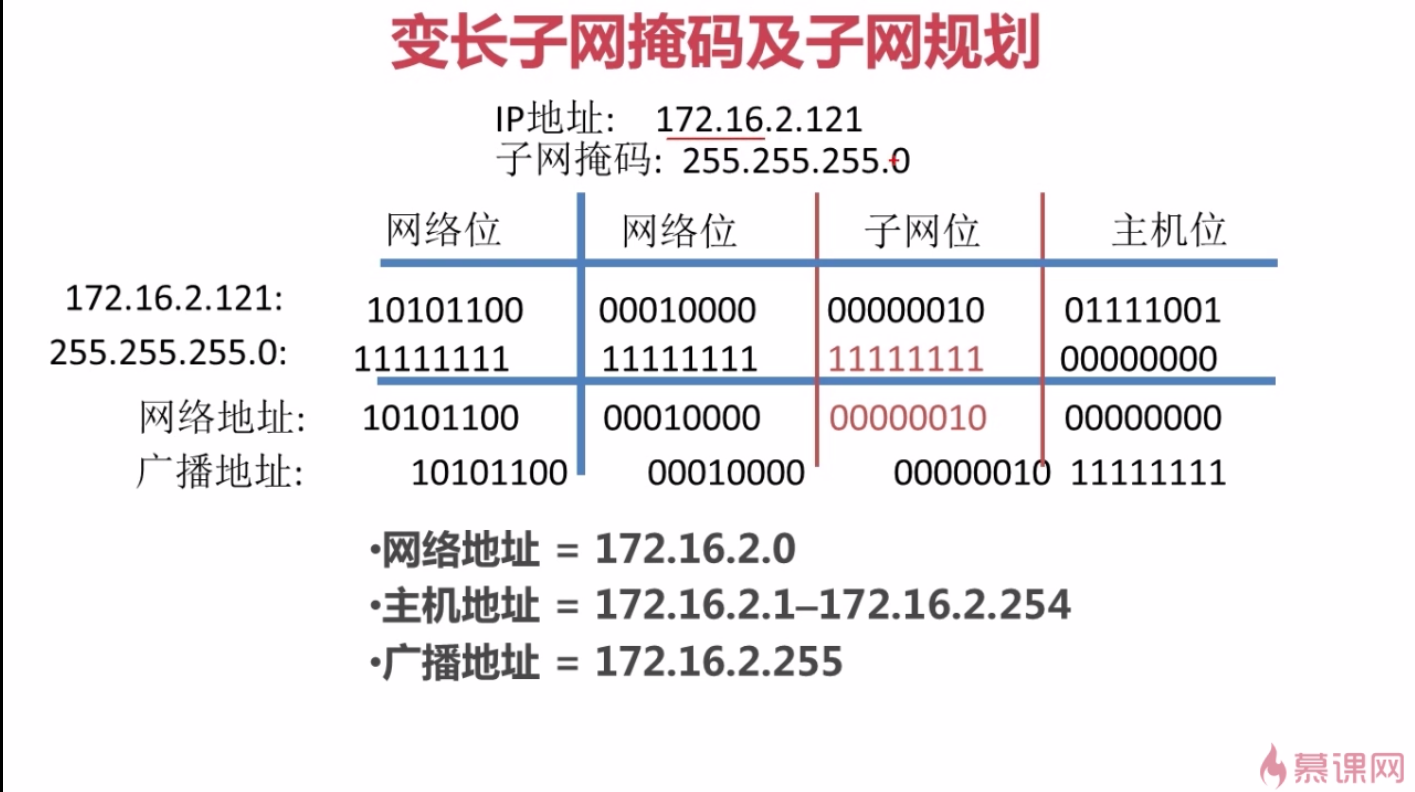 变长子网掩码及子网规划
IP地址: 172.16.2.121
子网掩码: 255.255.255.0
网络位 网络位 子网位 主机位
172.16.2.121: 10101100 00010000 00000010 01111001
255.255.255.0: 11111111 11111111 11111111 00000000
网络地址: 10101100 00010000 00000010 00000000
广播地址: 10101100 00010000 00000010 11111111
•网络地址 = 172.16.2.0
•主机地址 = 172.16.2.1–172.16.2.254
•广播地址 = 172.16.2.255
慕课网